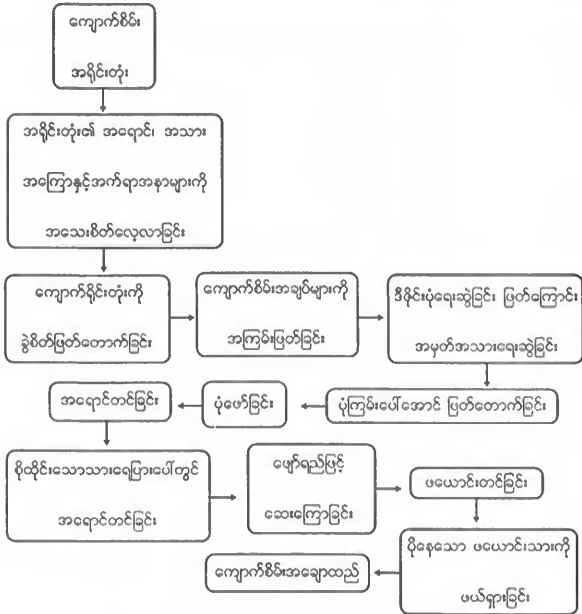 ကျောက်စိမ်း
အရိုင်းတုံး
အရိုင်းတုံး၏ အရောင်၊ အသား
အကြောနှင့်အက်ရာအနာများကို
အသေးစိတ်လေ့လာခြင်း
ကျောက်ရိုင်းတုံးကို
ခွဲစိတ်ဖြတ်တောက်ခြင်း
ကျောက်စိမ်းအချပ်များကို
အကြမ်းဖြတ်ခြင်း
ဒီဇိုင်းပုံရေးဆွဲခြင်း ဖြတ်ကြောင်း
အမှတ်အသားရေးဆွဲခြင်း
ပုံကြမ်းပေါ်အောင် ဖြတ်တောက်ခြင်း
ပုံဖော်ခြင်း
အရောင်တင်ခြင်း
စိုထိုင်းသောသားရေပြားပေါ်တွင်
အရောင်တင်ခြင်း
ဖျော်ရည်ဖြင့်
ဆေးကြောခြင်း
ဖယောင်းတင်ခြင်း
ပိုနေသော ဖယောင်းသားကို
ဖယ်ရှားခြင်း
ကျောက်စိမ်းအချောထည်